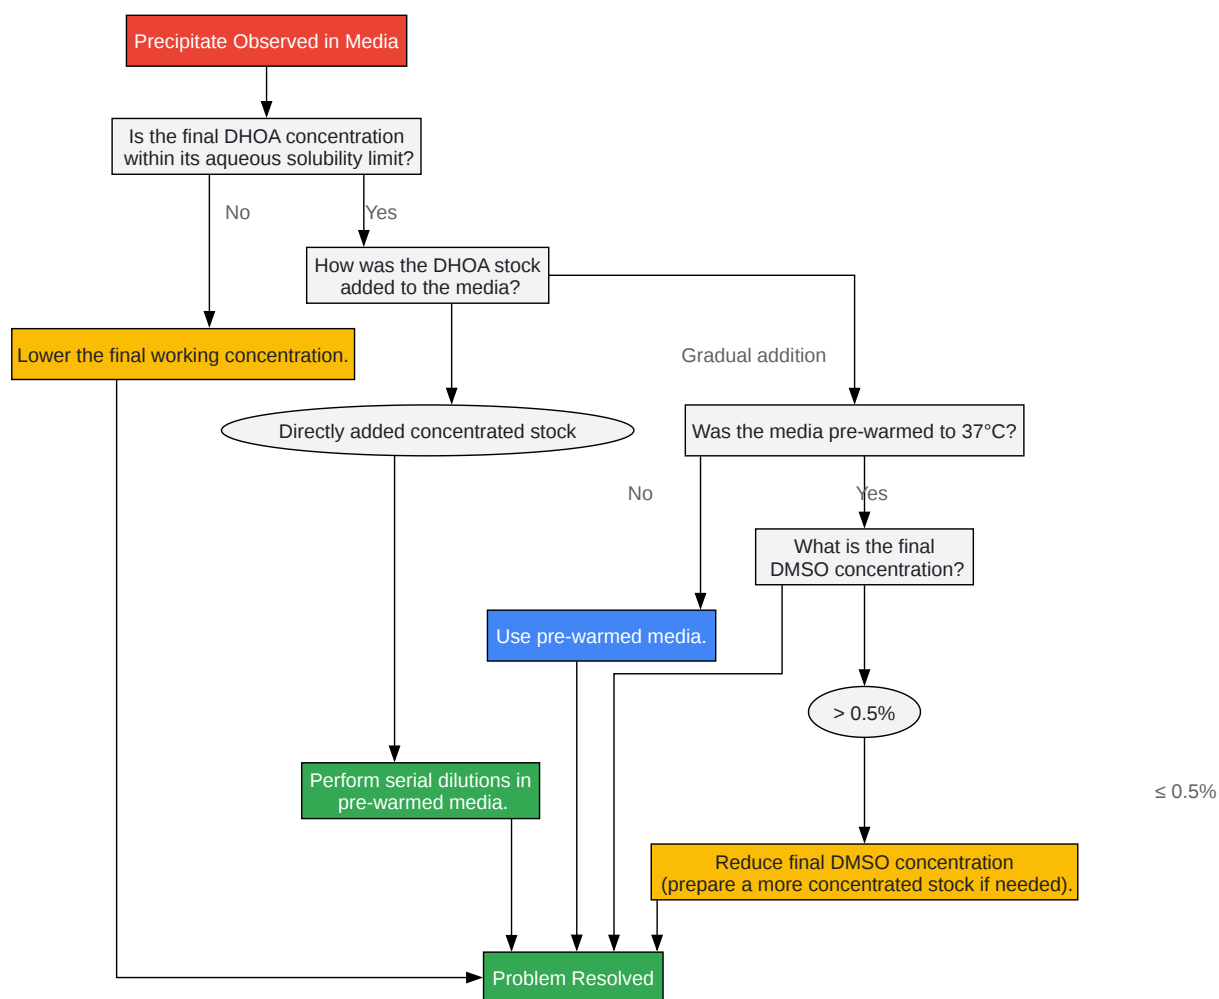 Precipitate Observed in Media
Is the final DHOA concentration
within its aqueous solubility limit?
No
Yes
How was the DHOA stock
added to the media?
Lower the final working concentration.
Gradual addition
Directly added concentrated stock
Was the media pre-warmed to 37°C?
No
Yes
What is the final
DMSO concentration?
Use pre-warmed media.
> 0.5%
Perform serial dilutions in
pre-warmed media.
≤ 0.5%
Reduce final DMSO concentration
(prepare a more concentrated stock if needed).
Problem Resolved